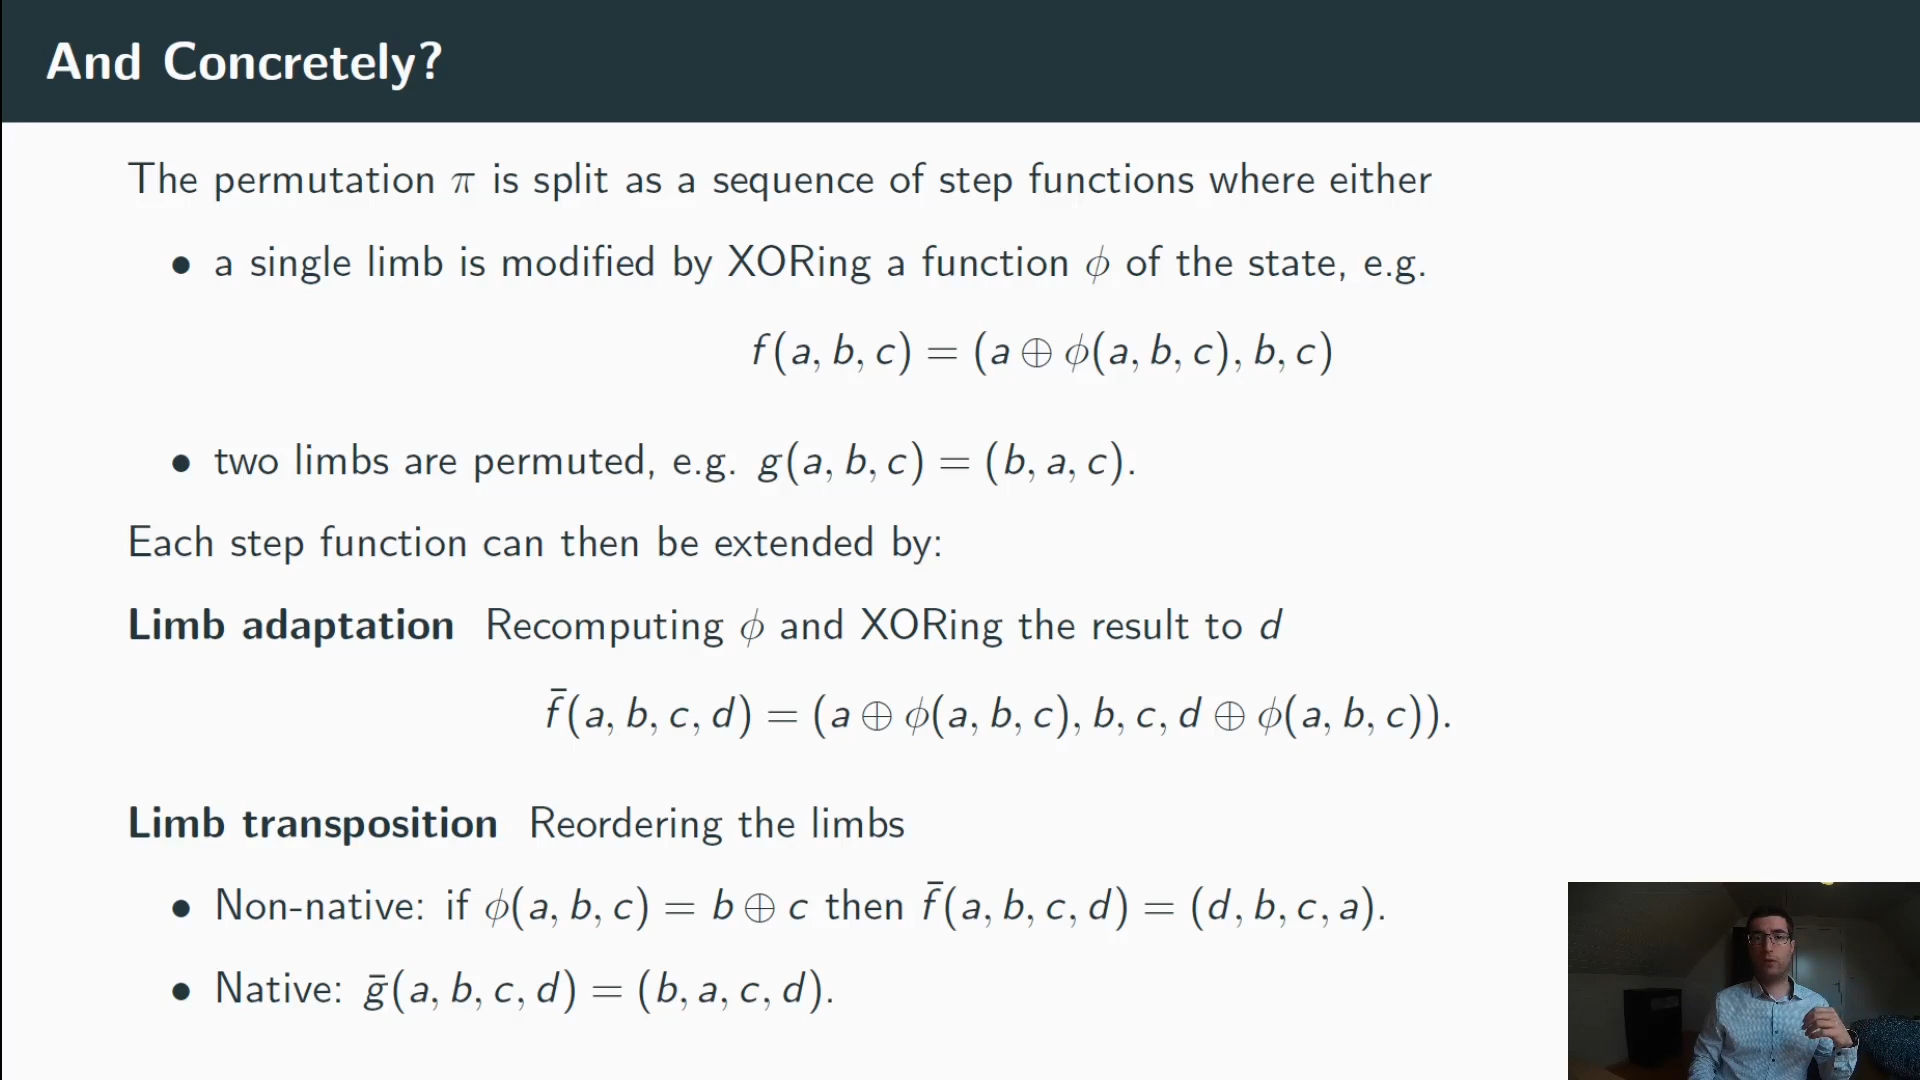 And Concretely?
The permutation π is split as a sequence of step functions where either
• a single limb is modified by XORing a function ϕ of the state, e.g.
f(a, b, c) = (a ⊕ ϕ(a, b, c), b, c)
• two limbs are permuted, e.g. g(a, b, c) = (b, a, c).
Each step function can then be extended by:
Limb adaptation Recomputing ϕ and XORing the result to d
f̄(a, b, c, d) = (a ⊕ ϕ(a, b, c), b, c, d ⊕ ϕ(a, b, c)).
Limb transposition Reordering the limbs
• Non-native: if ϕ(a, b, c) = b ⊕ c then f̄(a, b, c, d) = (d, b, c, a).
• Native: ḡ(a, b, c, d) = (b, a, c, d).